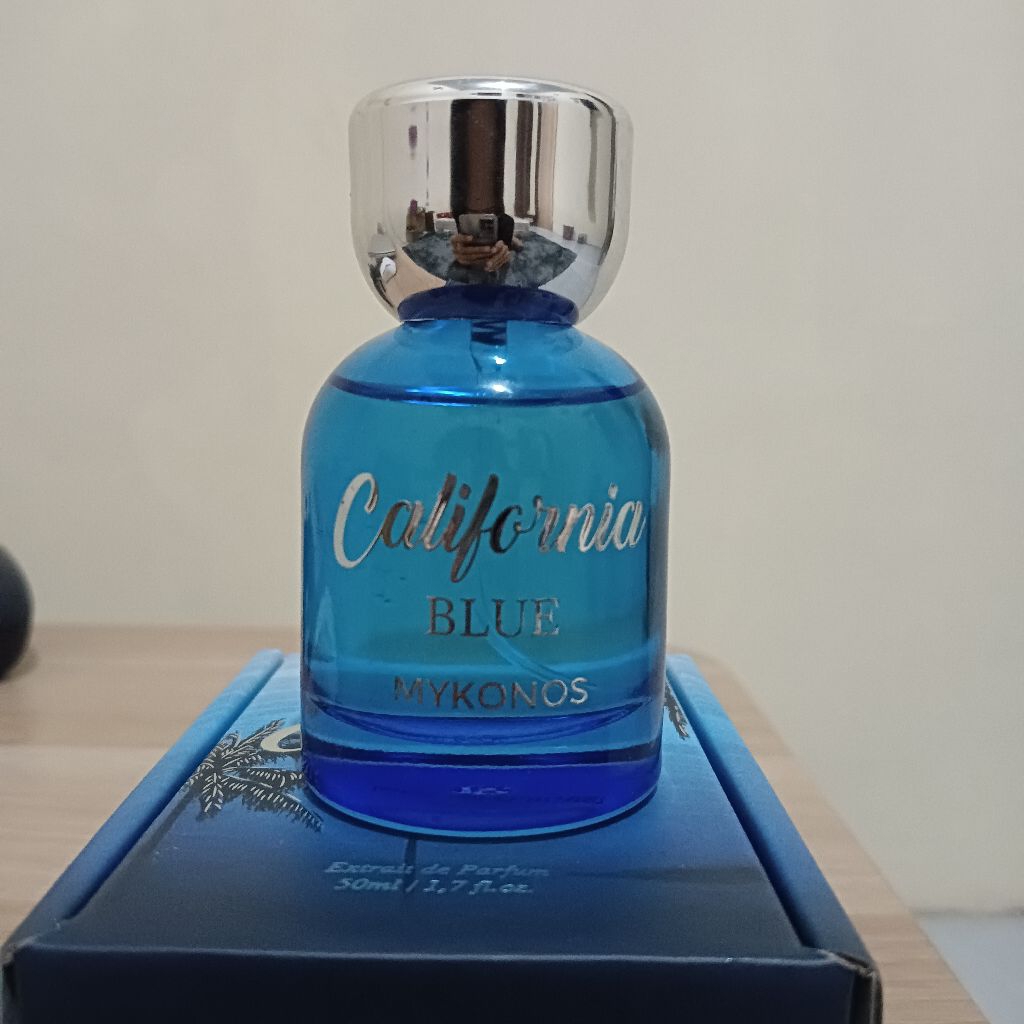 California
BLUE
MYKONOS
Extrait de Parfum
50ml / 1,7 fl.oz.